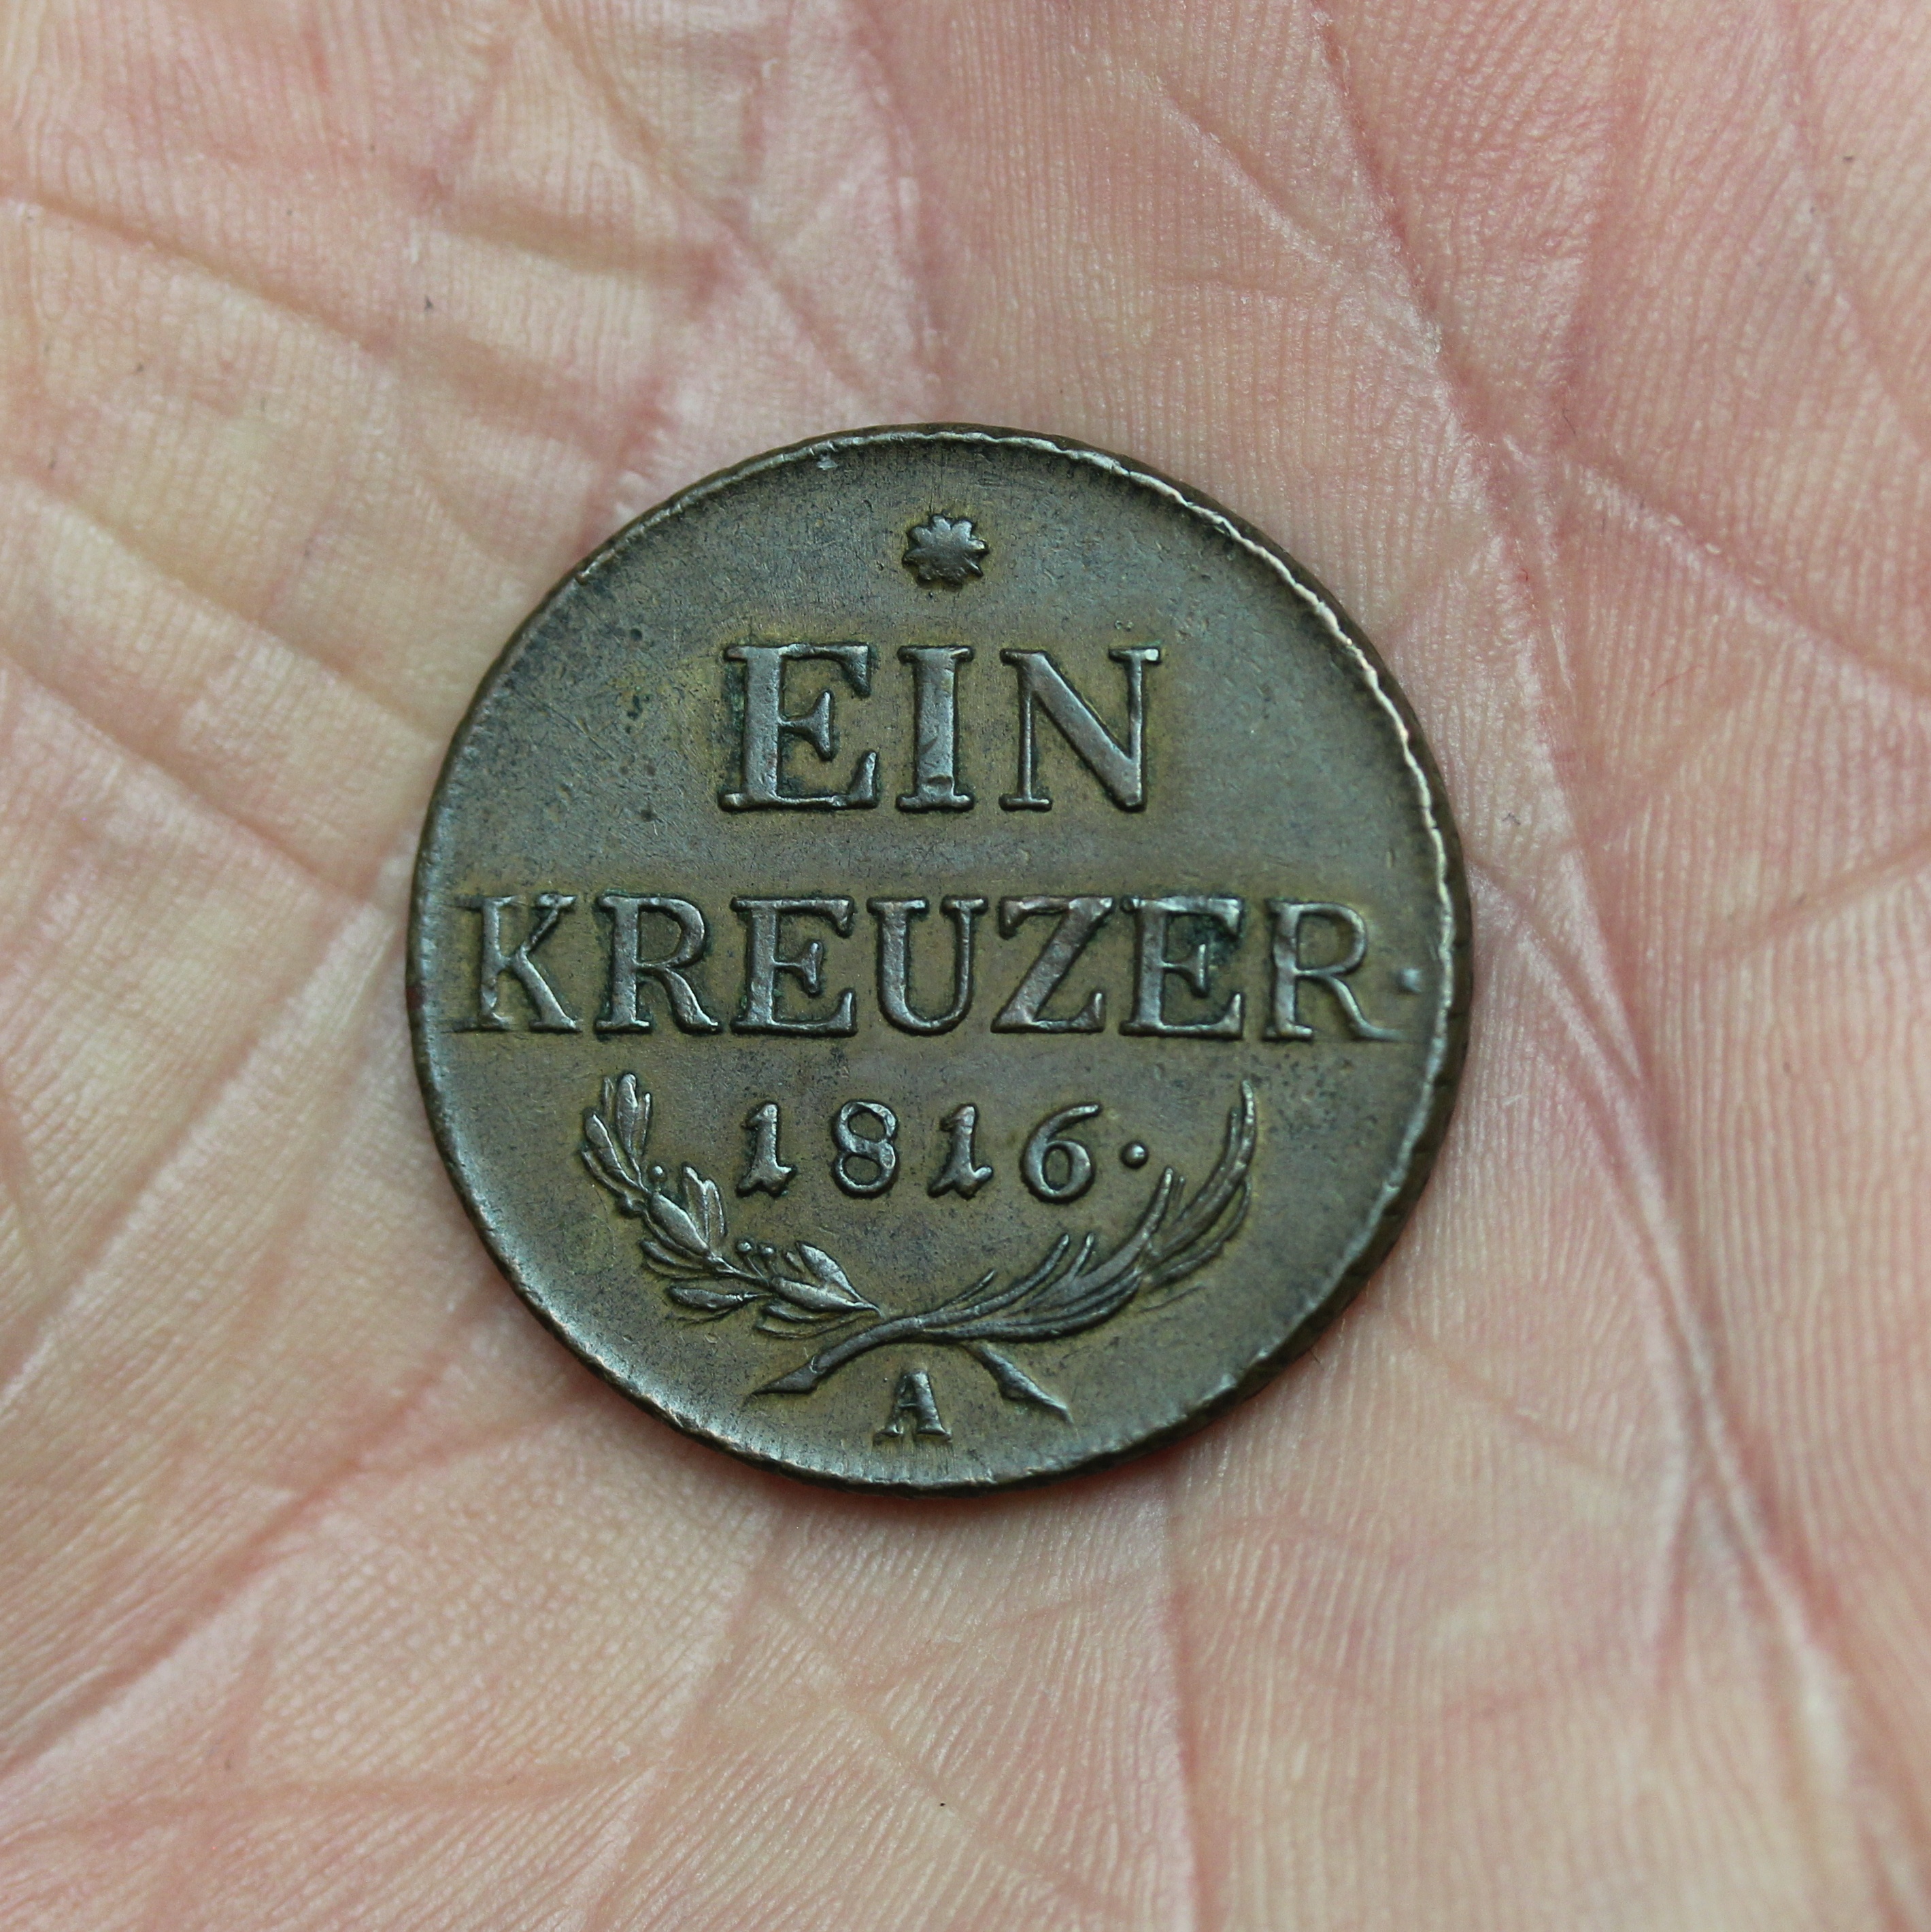 EIN
KREUZER.
1816.
A